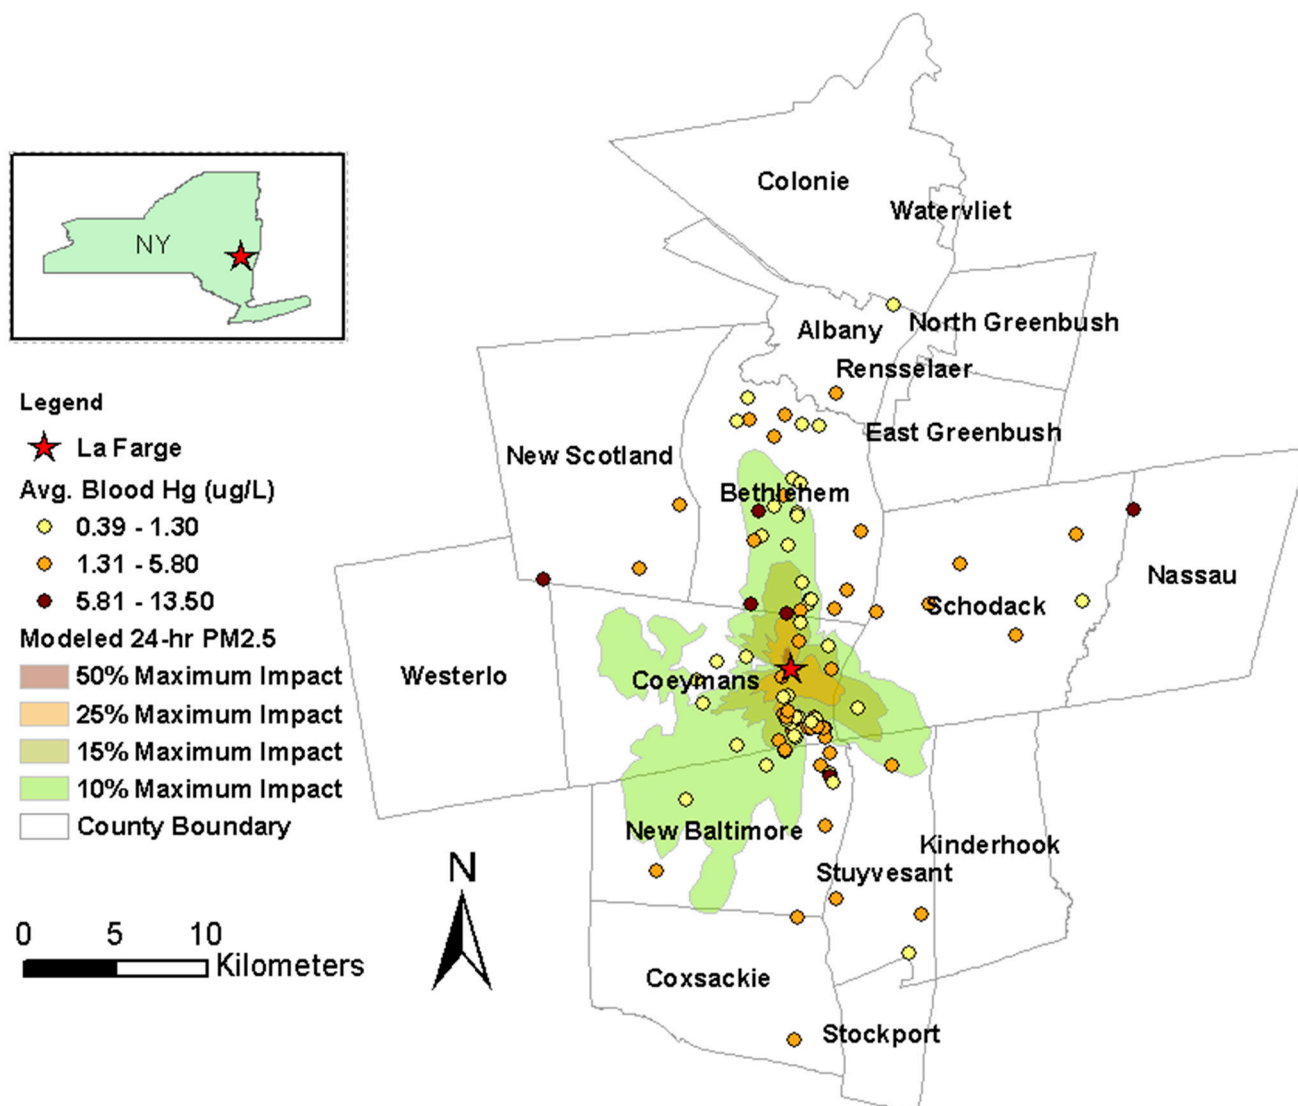 Colonie
Watervliet
NY
Albany
North Greenbush
Rensselaer
East Greenbush
New Scotland
Bethlehem
Nassau
Schodack
Westerlo
Coeymans
New Baltimore
Kinderhook
Stuyvesant
Coxsackie
Stockport
Legend
La Farge
Avg. Blood Hg (ug/L)
0.39 - 1.30
1.31 - 5.80
5.81 - 13.50
Modeled 24-hr PM2.5
50% Maximum Impact
25% Maximum Impact
15% Maximum Impact
10% Maximum Impact
County Boundary
N
0 5 10
Kilometers